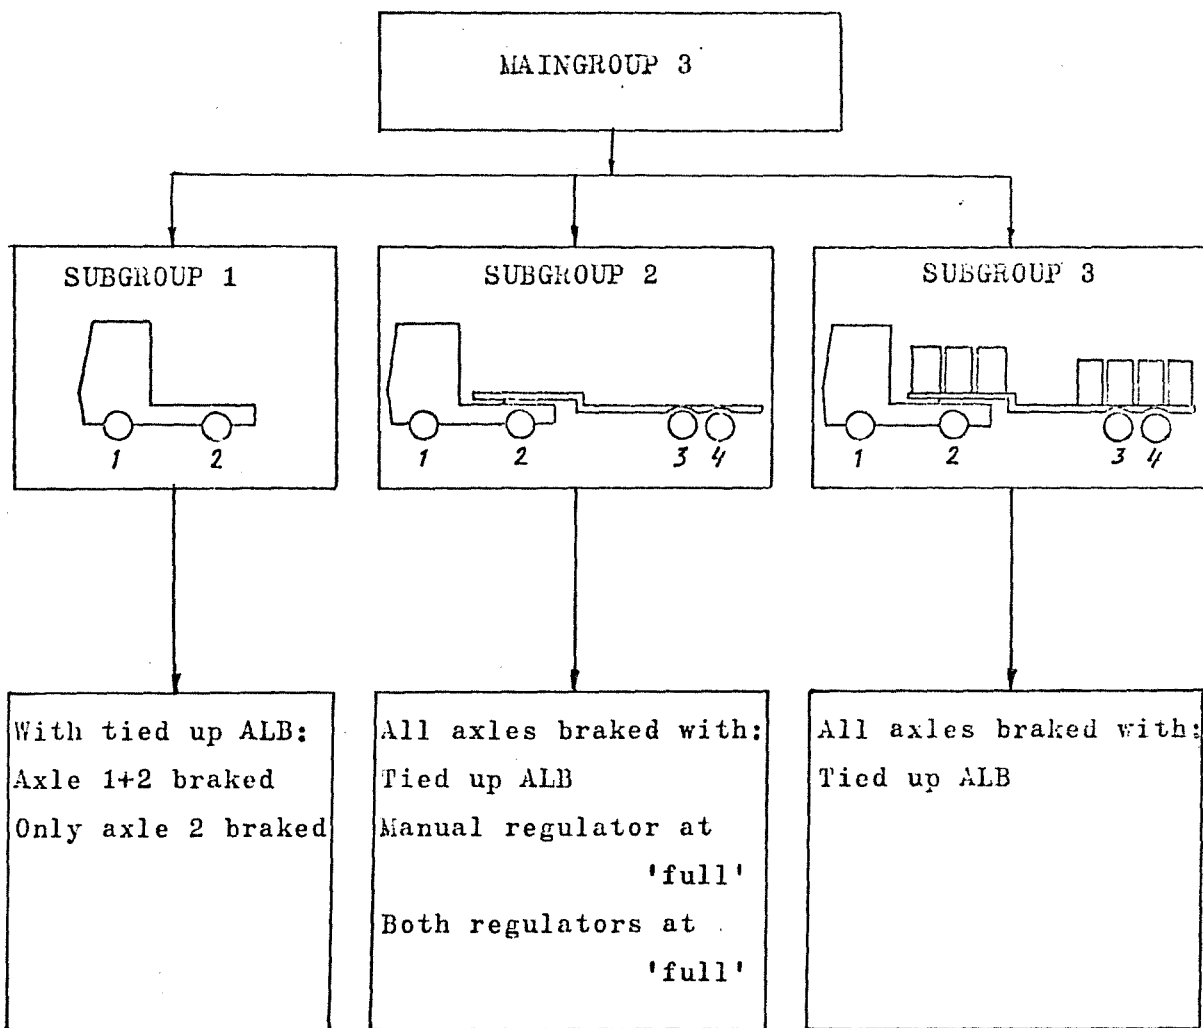 MAINGROUP 3
SUBGROUP 1
1 2
With tied up ALB:
Axle 1+2 braked
Only axle 2 braked
SUBGROUP 2
1 2 3 4
All axles braked with:
Tied up ALB
Manual regulator at
'full'
Both regulators at
'full'
SUBGROUP 3
1 2 3 4
All axles braked with:
Tied up ALB